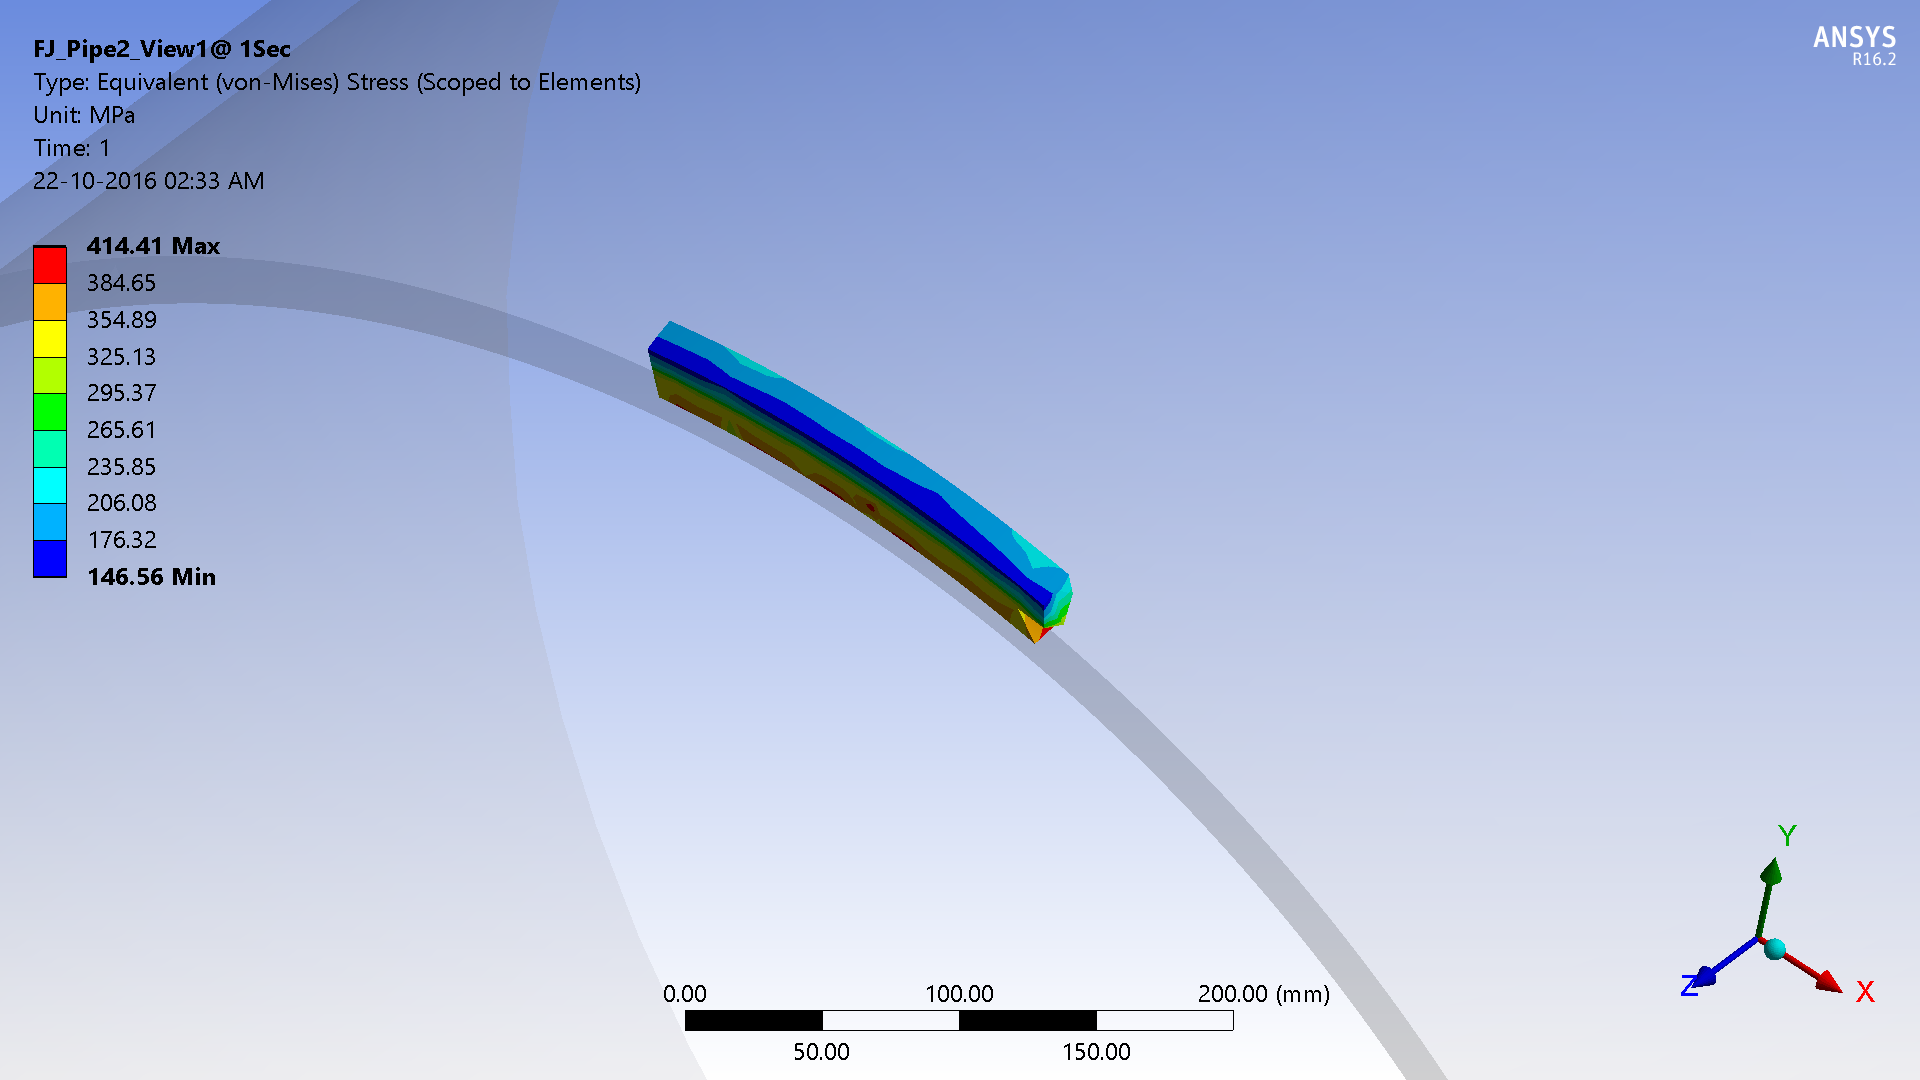 FJ_Pipe2_View1@ 1Sec
Type: Equivalent (von-Mises) Stress (Scoped to Elements)
Unit: MPa
Time: 1
22-10-2016 02:33 AM
ANSYS
R16.2
414.41 Max
384.65
354.89
325.13
295.37
265.61
235.85
206.08
176.32
146.56 Min
0.00 100.00 200.00 (mm)
50.00 150.00
Y
Z
X